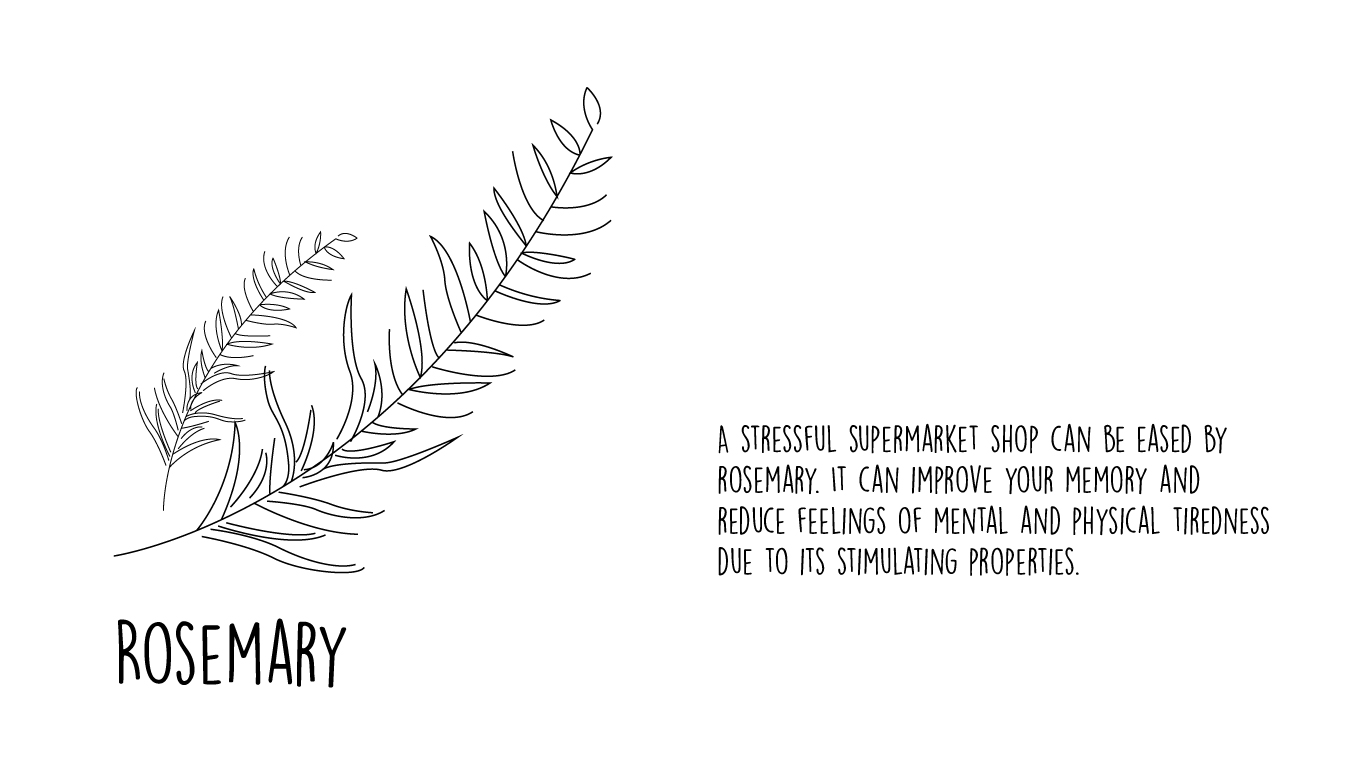 A STRESSFUL SUPERMARKET SHOP CAN BE EASED BY
ROSEMARY. IT CAN IMPROVE YOUR MEMORY AND
REDUCE FEELINGS OF MENTAL AND PHYSICAL TIREDNESS
DUE TO ITS STIMULATING PROPERTIES.
ROSEMARY